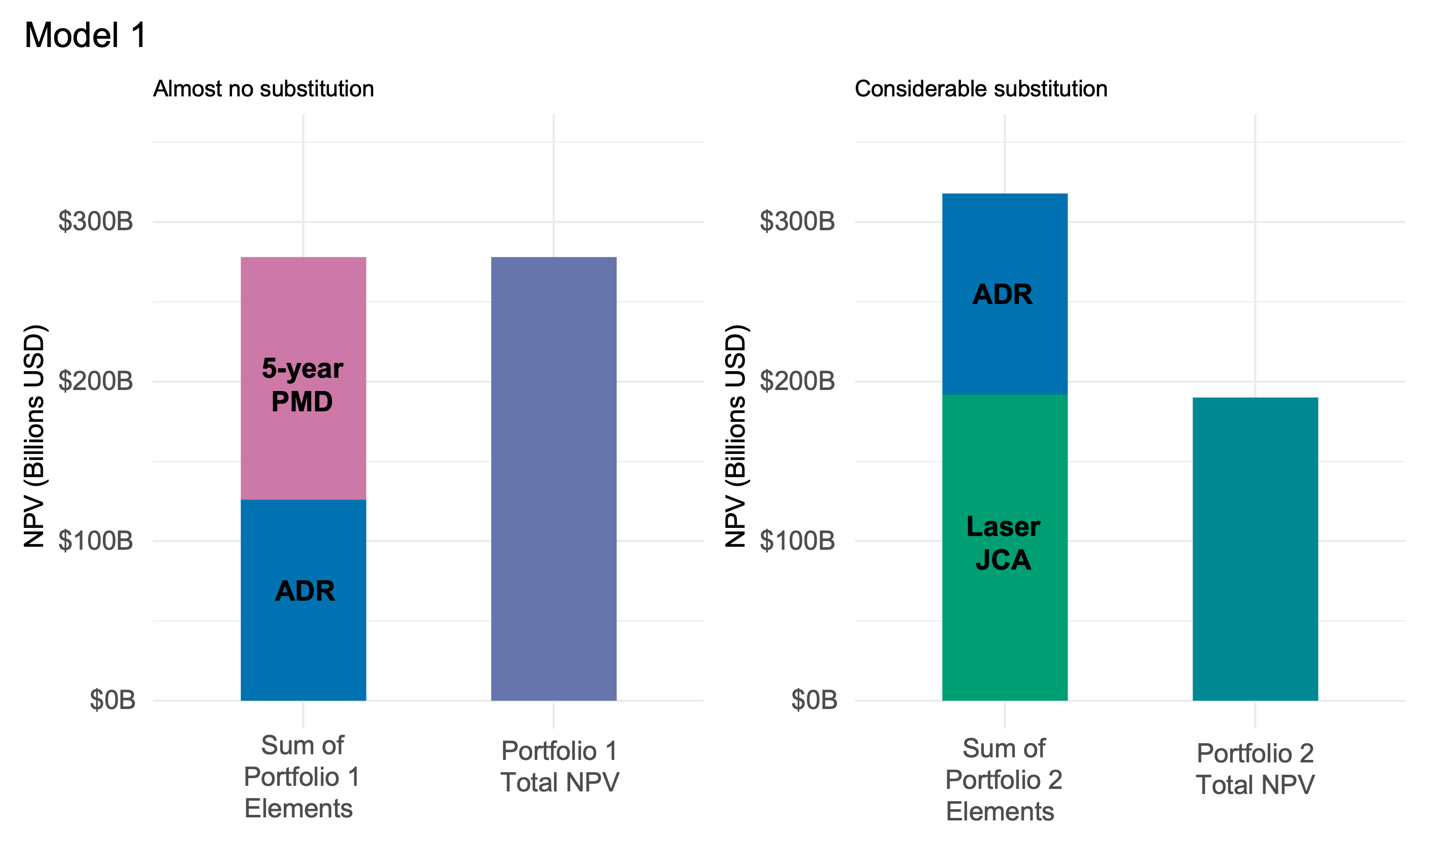 Model 1
Almost no substitution
NPV (Billions USD)
$300B
$200B
$100B
$0B
5-year
PMD
ADR
Sum of
Portfolio 1
Elements
Portfolio 1
Total NPV
Considerable substitution
NPV (Billions USD)
$300B
$200B
$100B
$0B
ADR
Laser
JCA
Sum of
Portfolio 2
Elements
Portfolio 2
Total NPV